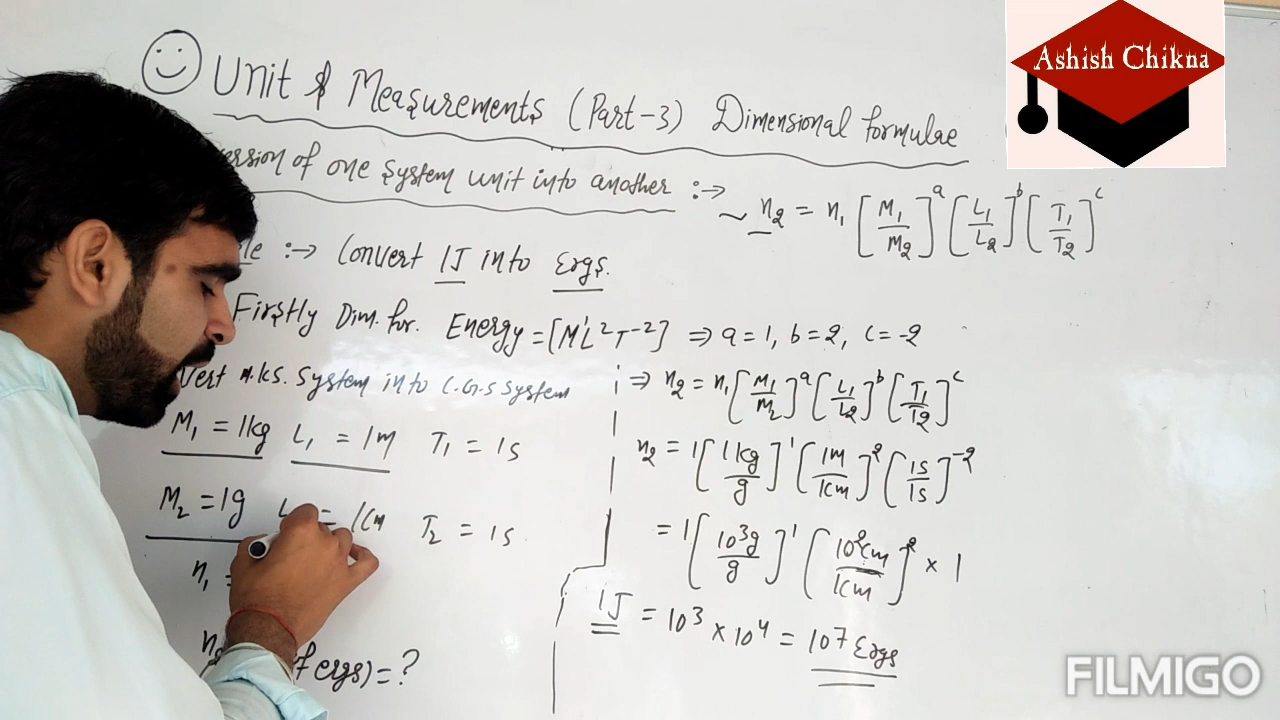 Ashish Chikna
Unit & Measurements (Part-3) Dimensional formulae
ersion of one system unit into another :→
~ n₂ = n₁ [M₁/M₂]ᵃ [L₁/L₂]ᵇ [T₁/T₂]ᶜ
le :→ Convert 1J into Ergs.
Firstly Dim. for. Energy = [M¹L²T⁻²] ⇒ a = 1, b = 2, c = -2
vert M.K.S. System into C.G.S System
M₁ = 1kg L₁ = 1m T₁ = 1s
M₂ = 1g L = 1cm T₂ = 1s.
n₁ =
ergs) = ?
⇒ n₂ = n₁ [M₁/M₂]ᵃ [L₁/L₂]ᵇ [T₁/T₂]ᶜ
n₂ = 1 [1kg/g]¹ [1m/1cm]² [1s/1s]⁻²
= 1 [10³g/g]¹ [10²cm/1cm]² × 1
1J = 10³ × 10⁴ = 10⁷ Ergs
FILMIGO